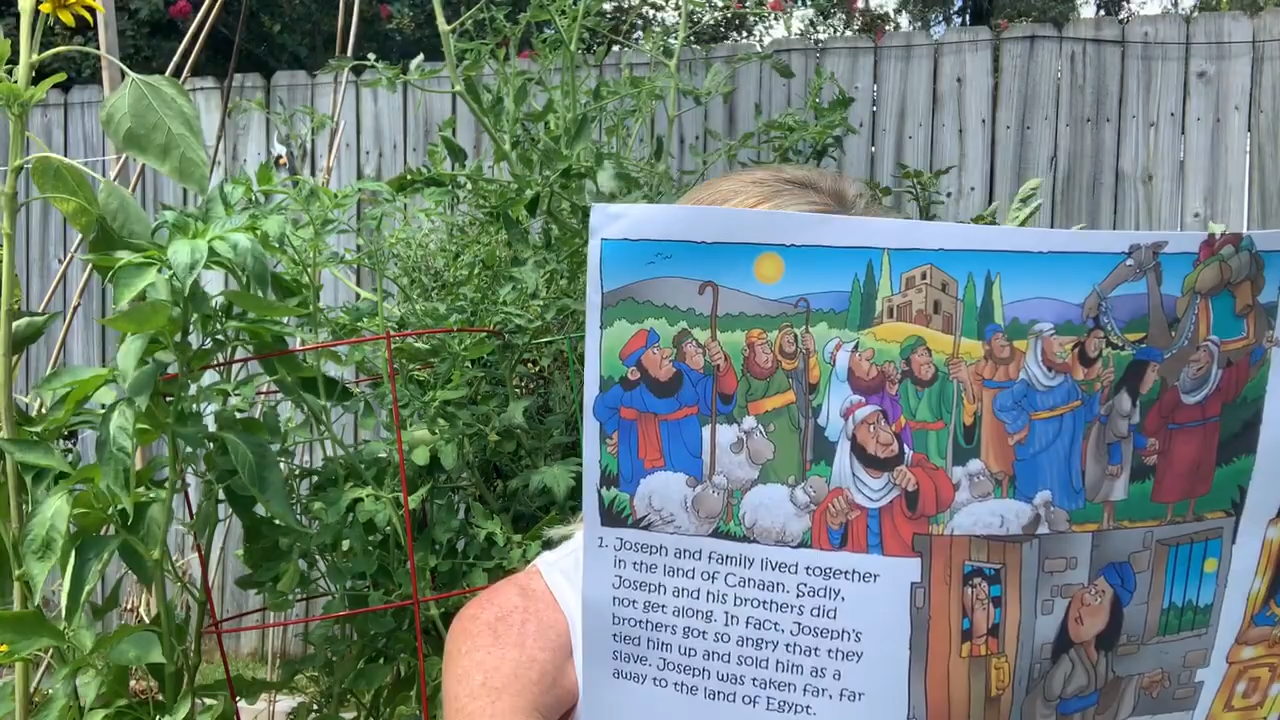 1. Joseph and family lived together
in the land of Canaan. Sadly,
Joseph and his brothers did
not get along. In fact, Joseph's
brothers got so angry that they
tied him up and sold him as a
slave. Joseph was taken far, far
away to the land of Egypt.